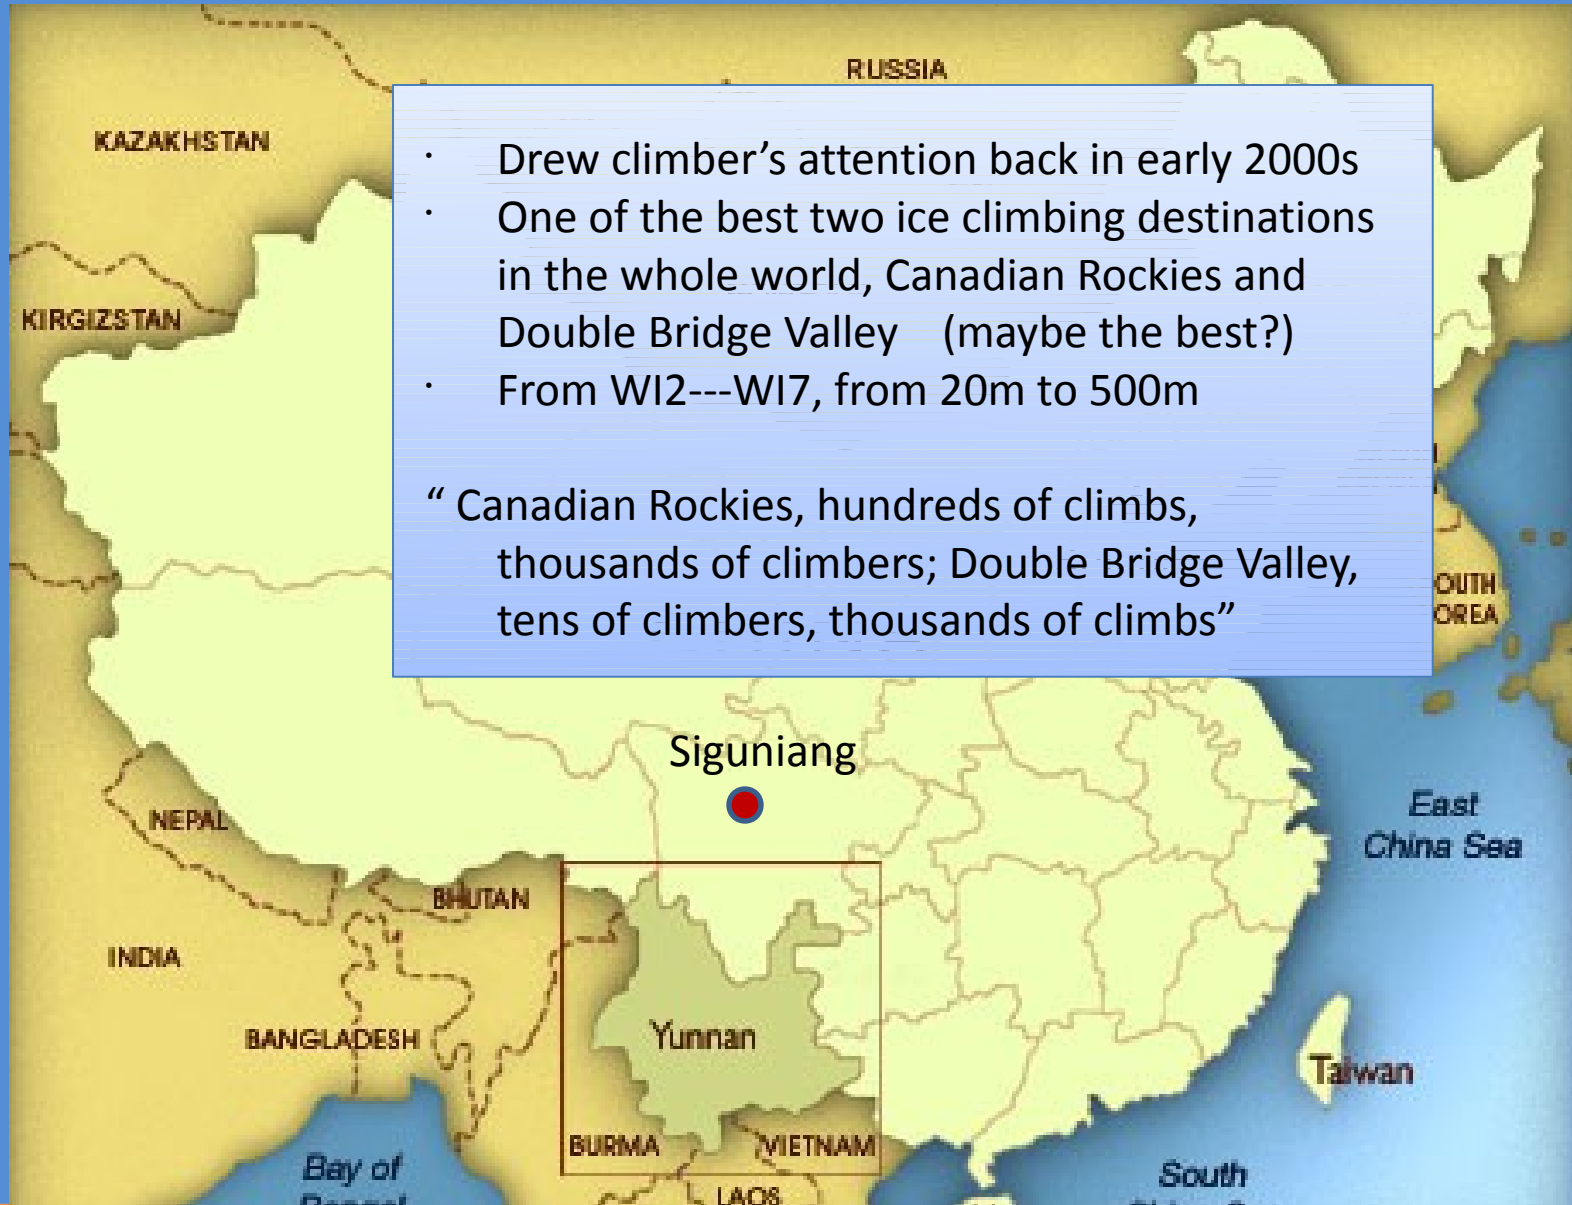 RUSSIA
KAZAKHSTAN
· Drew climber’s attention back in early 2000s
· One of the best two ice climbing destinations
in the whole world, Canadian Rockies and
Double Bridge Valley (maybe the best?)
· From WI2---WI7, from 20m to 500m
“ Canadian Rockies, hundreds of climbs,
thousands of climbers; Double Bridge Valley,
tens of climbers, thousands of climbs”
KIRGIZSTAN
Siguniang
East
China Sea
NEPAL
BHUTAN
INDIA
BANGLADESH
Yunnan
Taiwan
BURMA
VIETNAM
LAOS
Bay of
South